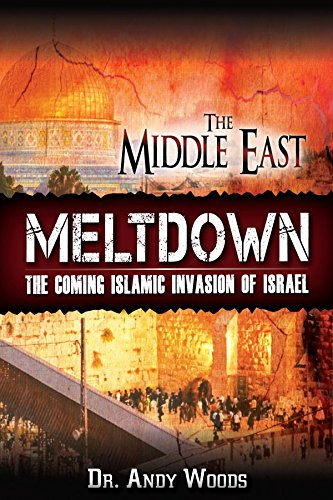 THE
MIDDLE EAST
MELTDOWN
THE COMING ISLAMIC INVASION OF ISRAEL
DR. ANDY WOODS